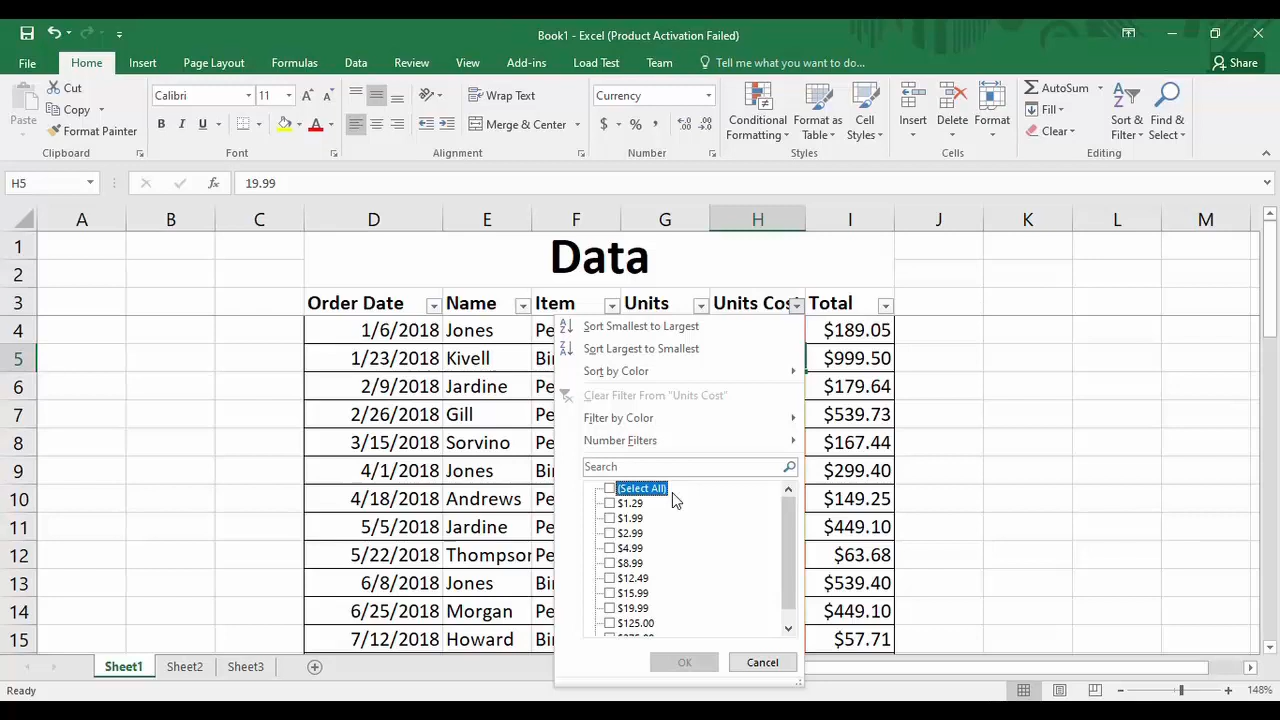 Book1 - Excel (Product Activation Failed)
File Home Insert Page Layout Formulas Data Review View Add-ins Load Test Team Tell me what you want to do... Share
Paste
Cut
Copy
Format Painter
Clipboard
Calibri 11
B I U A
Font
Wrap Text
Merge & Center
Alignment
Currency
$ % , .00 .0
Number
Conditional Formatting
Format as Table
Cell Styles
Styles
Insert Delete Format
Cells
AutoSum
Fill
Clear
Sort & Filter
Find & Select
Editing
H5 fx 19.99
A B C D E F G H I J K L M
1 Data
2
3 Order Date Name Item Units Units Cos Total
4 1/6/2018 Jones Pe $189.05
5 1/23/2018 Kivell Bin $999.50
6 2/9/2018 Jardine Pe $179.64
7 2/26/2018 Gill Pe $539.73
8 3/15/2018 Sorvino Pe $167.44
9 4/1/2018 Jones Bin $299.40
10 4/18/2018 Andrews Pe $149.25
11 5/5/2018 Jardine Pe $449.10
12 5/22/2018 Thompson Pe $63.68
13 6/8/2018 Jones Bin $539.40
14 6/25/2018 Morgan Pe $449.10
15 7/12/2018 Howard Bin $57.71
Sort Smallest to Largest
Sort Largest to Smallest
Sort by Color
Clear Filter From "Units Cost"
Filter by Color
Number Filters
Search
(Select All)
$1.29
$1.99
$2.99
$4.99
$8.99
$12.49
$15.99
$19.99
$125.00
OK Cancel
Sheet1 Sheet2 Sheet3
Ready 148%